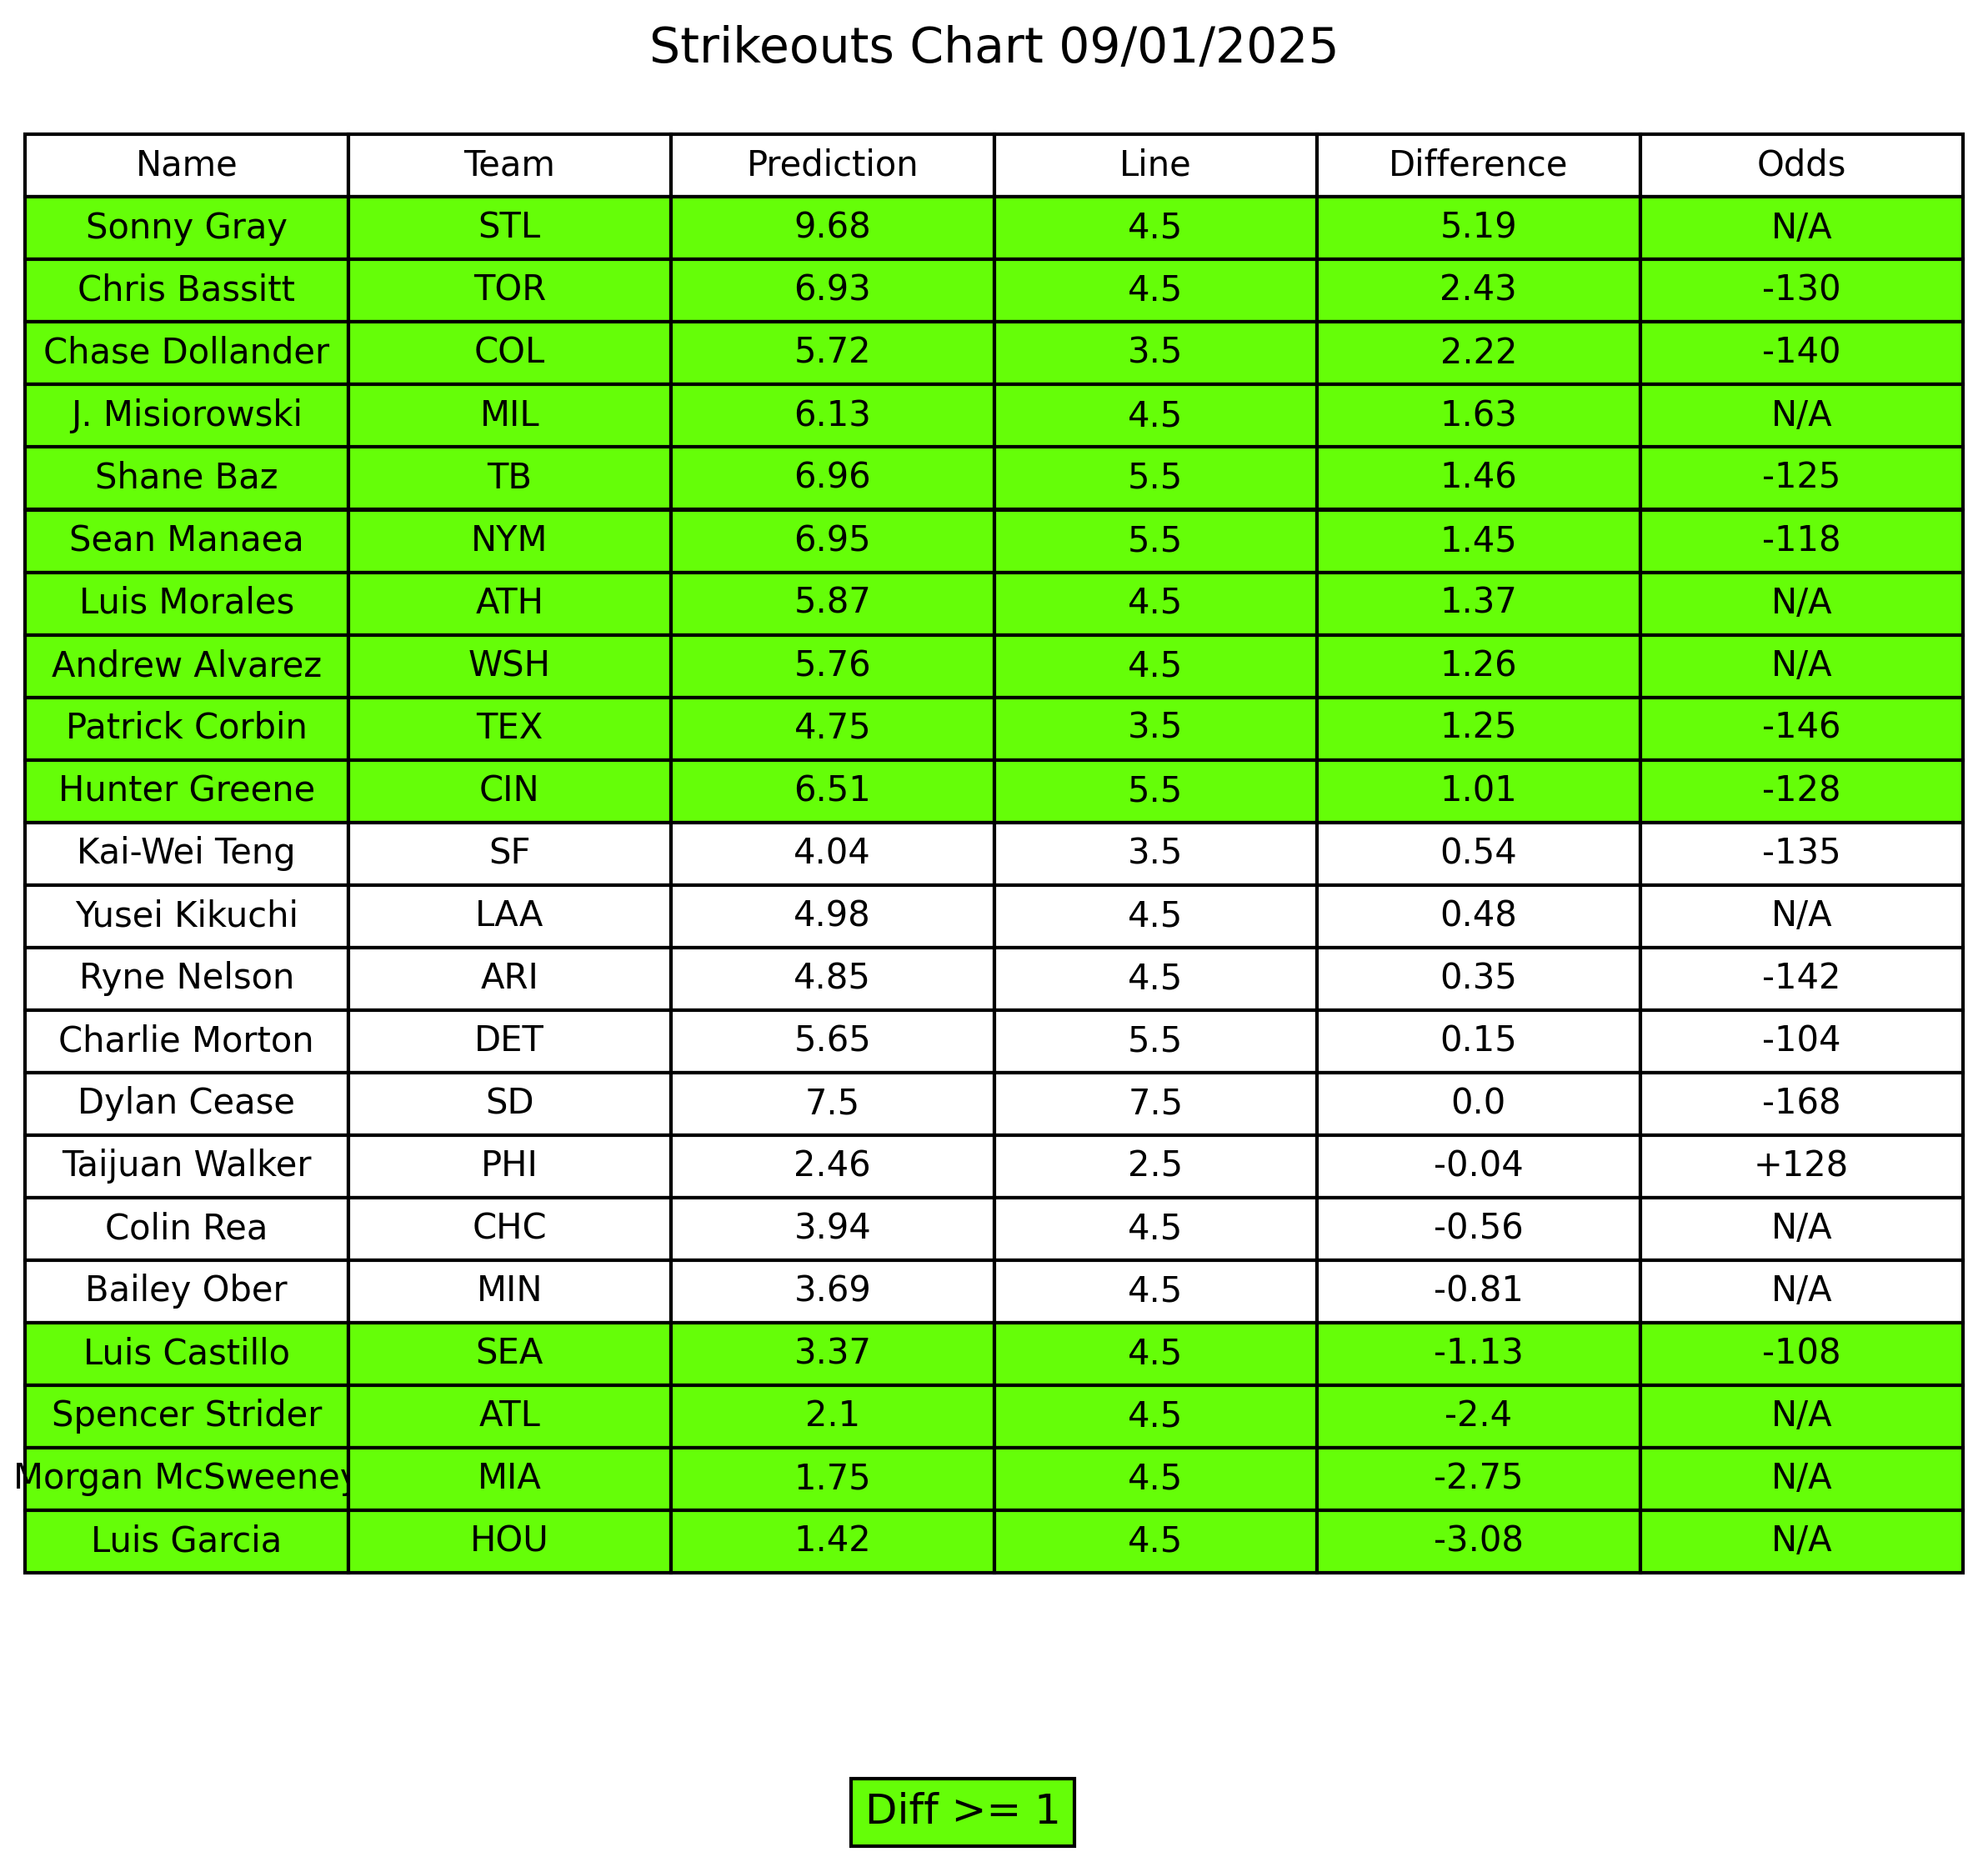 Strikeouts Chart 09/01/2025
Name Team Prediction Line Difference Odds
Sonny Gray STL 9.68 4.5 5.19 N/A
Chris Bassitt TOR 6.93 4.5 2.43 -130
Chase Dollander COL 5.72 3.5 2.22 -140
J. Misiorowski MIL 6.13 4.5 1.63 N/A
Shane Baz TB 6.96 5.5 1.46 -125
Sean Manaea NYM 6.95 5.5 1.45 -118
Luis Morales ATH 5.87 4.5 1.37 N/A
Andrew Alvarez WSH 5.76 4.5 1.26 N/A
Patrick Corbin TEX 4.75 3.5 1.25 -146
Hunter Greene CIN 6.51 5.5 1.01 -128
Kai-Wei Teng SF 4.04 3.5 0.54 -135
Yusei Kikuchi LAA 4.98 4.5 0.48 N/A
Ryne Nelson ARI 4.85 4.5 0.35 -142
Charlie Morton DET 5.65 5.5 0.15 -104
Dylan Cease SD 7.5 7.5 0.0 -168
Taijuan Walker PHI 2.46 2.5 -0.04 +128
Colin Rea CHC 3.94 4.5 -0.56 N/A
Bailey Ober MIN 3.69 4.5 -0.81 N/A
Luis Castillo SEA 3.37 4.5 -1.13 -108
Spencer Strider ATL 2.1 4.5 -2.4 N/A
Morgan McSweeney MIA 1.75 4.5 -2.75 N/A
Luis Garcia HOU 1.42 4.5 -3.08 N/A
Diff >= 1